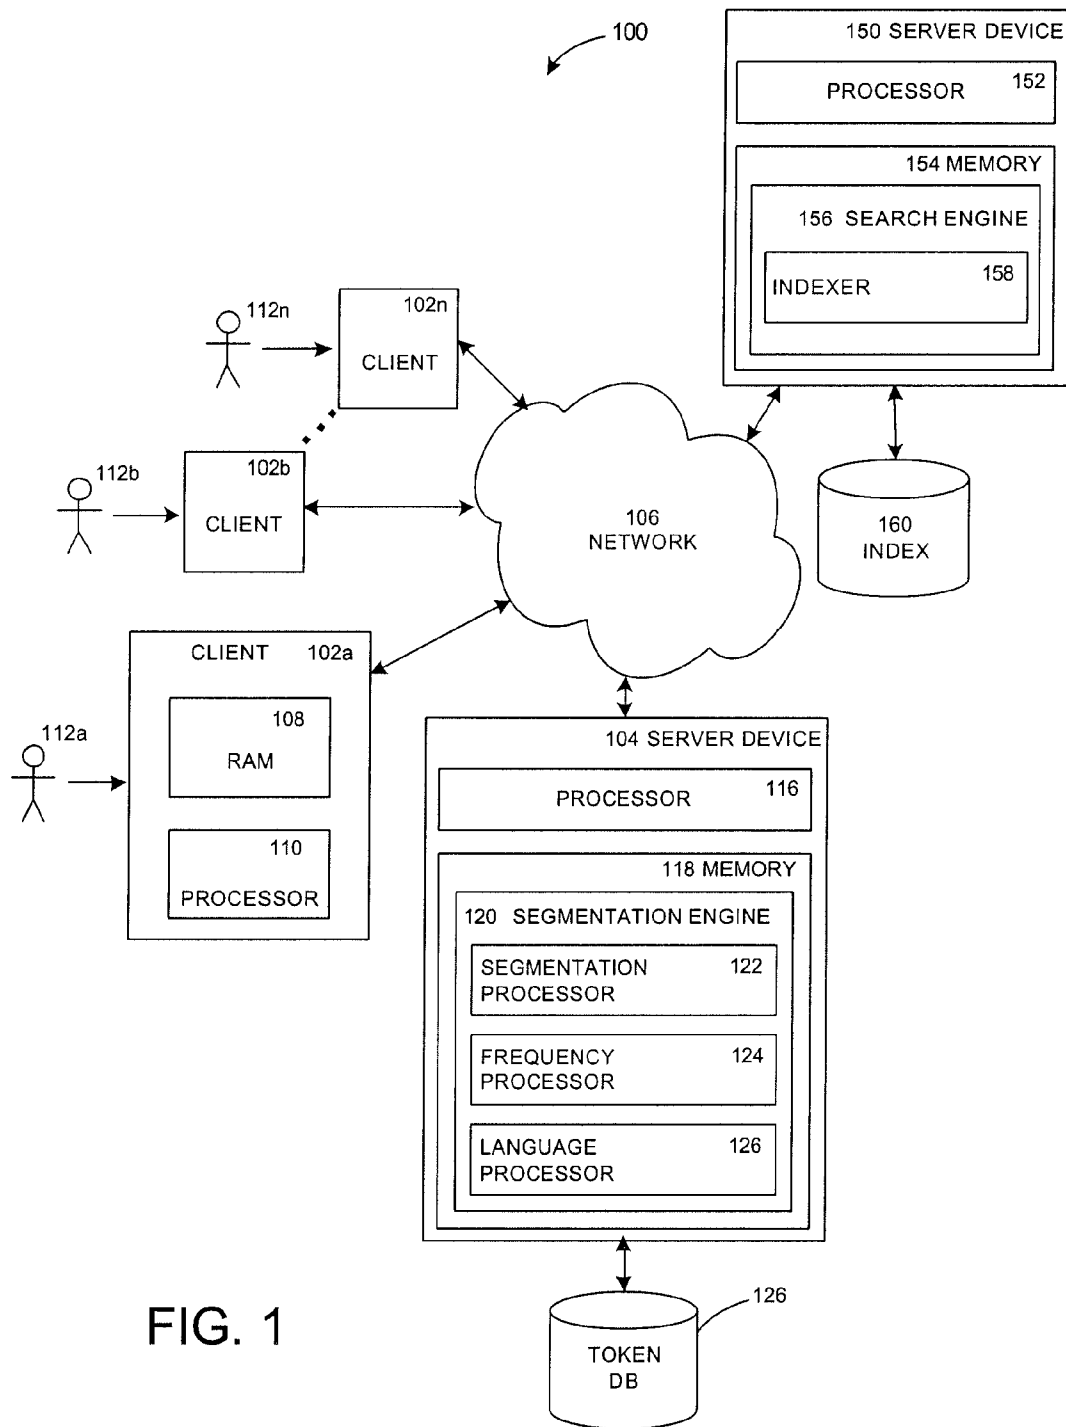 100
150 SERVER DEVICE
PROCESSOR 152
154 MEMORY
156 SEARCH ENGINE
INDEXER 158
112n
102n
CLIENT
112b
102b
CLIENT
106
NETWORK
160
INDEX
CLIENT 102a
108
RAM
112a
110
PROCESSOR
104 SERVER DEVICE
PROCESSOR 116
118 MEMORY
120 SEGMENTATION ENGINE
SEGMENTATION 122
PROCESSOR
FREQUENCY 124
PROCESSOR
LANGUAGE 126
PROCESSOR
126
TOKEN
DB
FIG. 1